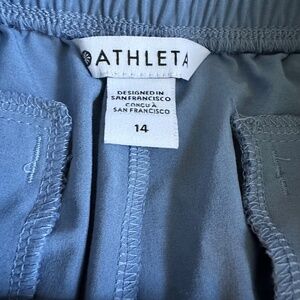 ATHLETA
DESIGNED IN
SAN FRANCISCO
CONÇU À
SAN FRANCISCO
14